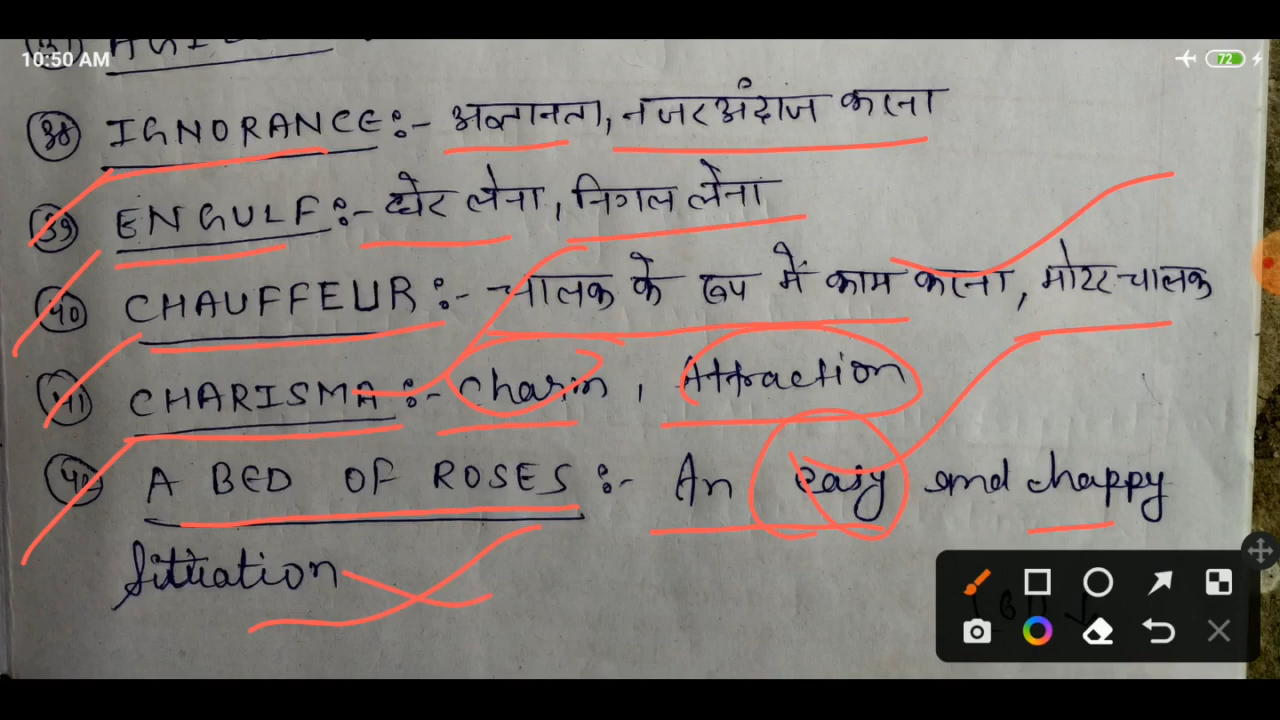 10:50 AM 72
38 IGNORANCE:- अज्ञानता, नजरअंदाज करना
39 ENGULF:- घेर लेना, निगल लेना
40 CHAUFFEUR:- चालक के रूप में काम करना, मोटर-चालक
41 CHARISMA:- Charm, Attraction
A BED OF ROSES:- An easy and happy
Situation